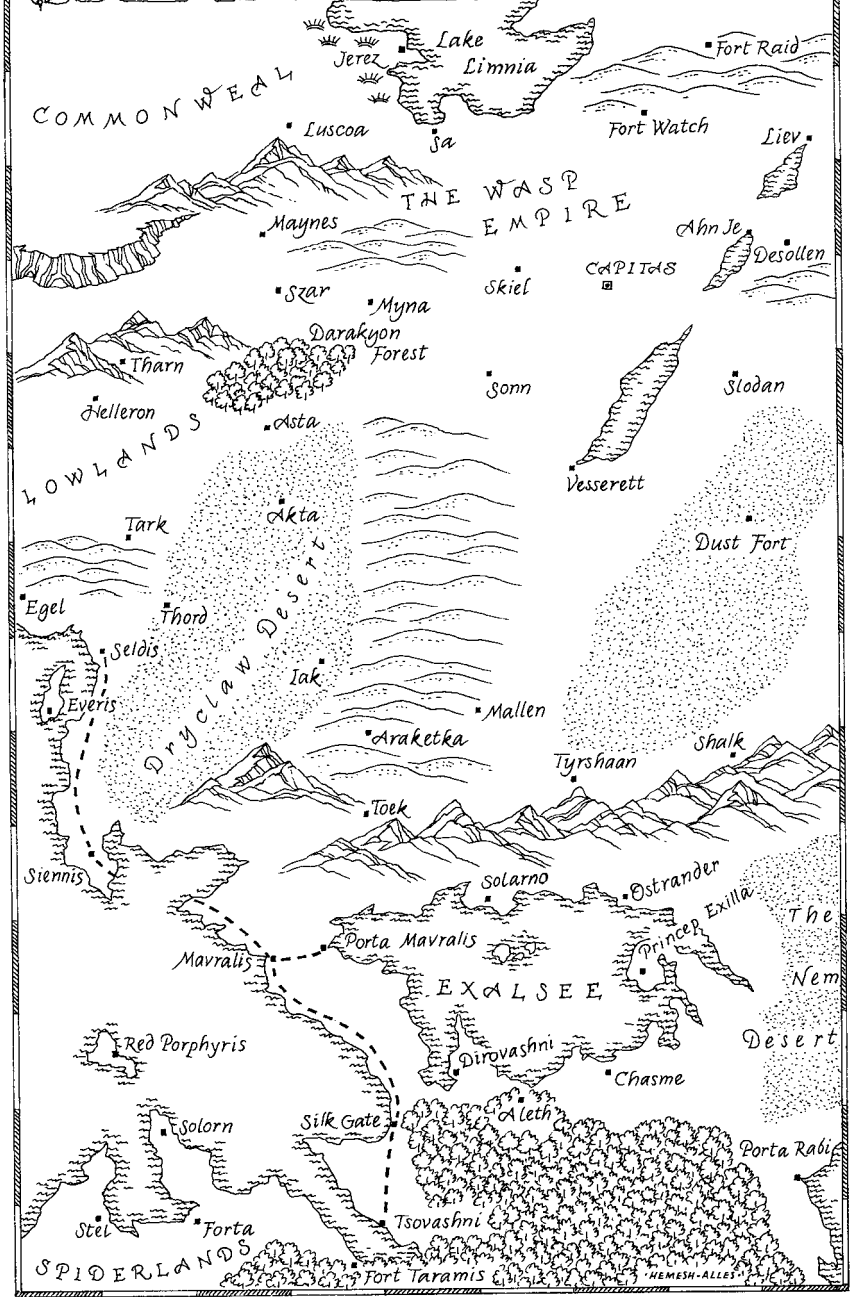 Lake
Limnia
Jerez
Fort Raid
COMMONWEAL
Luscoa
Sa
Fort Watch
Liev
THE WASP
EMPIRE
Maynes
Ahn Je
Desollen
CAPITAS
Skiel
Szar
Myna
Darakyon
Forest
Tharn
Sonn
Slodan
Helleron
LOWLANDS
Asta
Vesserett
Akta
Tark
Dust Fort
Egel
Thord
Dryclaw Desert
Seldis
Iak
Everis
Mallen
Araketka
Shalk
Tyrshaan
Toek
Siennis
Solarno
Ostrander
Princep Exilla
The
Nem
Desert
Porta Mavralis
Mavralis
EXALSEE
Red Porphyris
Dirovashni
Chasme
Aleth
Silk Gate
Solorn
Porta Rabi
Stel
Forta
Tsovashni
SPIDERLANDS
Fort Taramis
·HEMESH·ALLES·